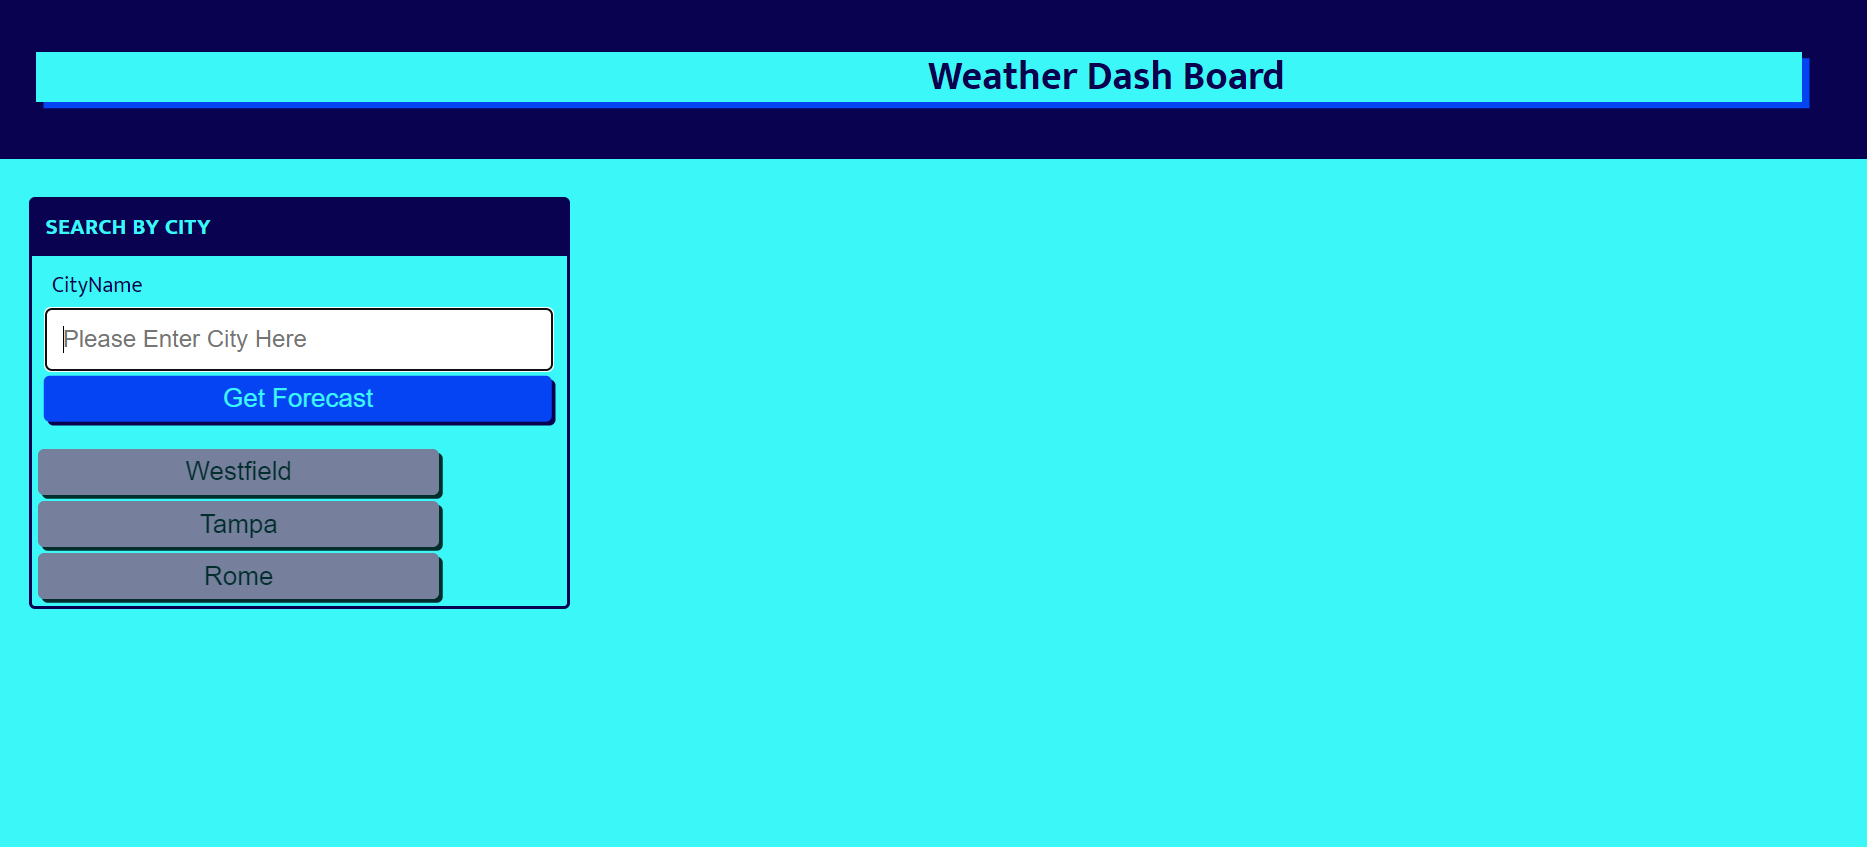 Weather Dash Board
SEARCH BY CITY
CityName
Please Enter City Here
Get Forecast
Westfield
Tampa
Rome